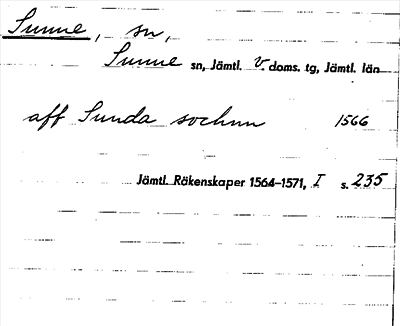 Sunne, sn,
Sunne sn, Jämtl. V. doms. tg, Jämtl. län
aff Sunda sochnn 1566
Jämtl. Räkenskaper 1564-1571, I s. 235